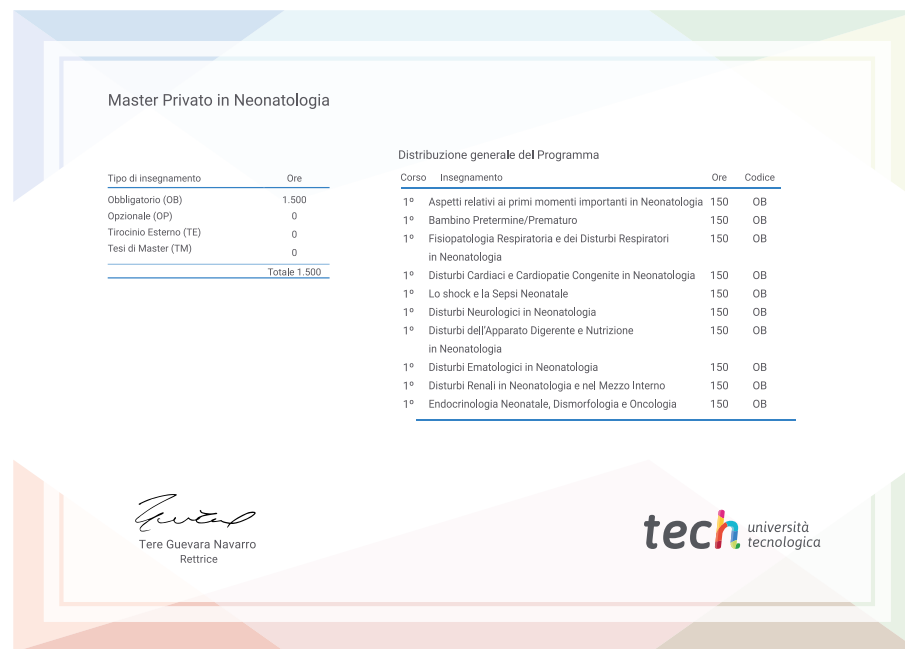 Master Privato in Neonatologia
Tipo di insegnamento Ore
Obbligatorio (OB) 1.500
Opzionale (OP) 0
Tirocinio Esterno (TE) 0
Tesi di Master (TM) 0
Totale 1.500
Distribuzione generale del Programma
Corso Insegnamento Ore Codice
1º Aspetti relativi ai primi momenti importanti in Neonatologia 150 OB
1º Bambino Pretermine/Prematuro 150 OB
1º Fisiopatologia Respiratoria e dei Disturbi Respiratori 150 OB
in Neonatologia
1º Disturbi Cardiaci e Cardiopatie Congenite in Neonatologia 150 OB
1º Lo shock e la Sepsi Neonatale 150 OB
1º Disturbi Neurologici in Neonatologia 150 OB
1º Disturbi dell'Apparato Digerente e Nutrizione 150 OB
in Neonatologia
1º Disturbi Ematologici in Neonatologia 150 OB
1º Disturbi Renali in Neonatologia e nel Mezzo Interno 150 OB
1º Endocrinologia Neonatale, Dismorfologia e Oncologia 150 OB
Tere Guevara Navarro
Rettrice
tech università
tecnologica